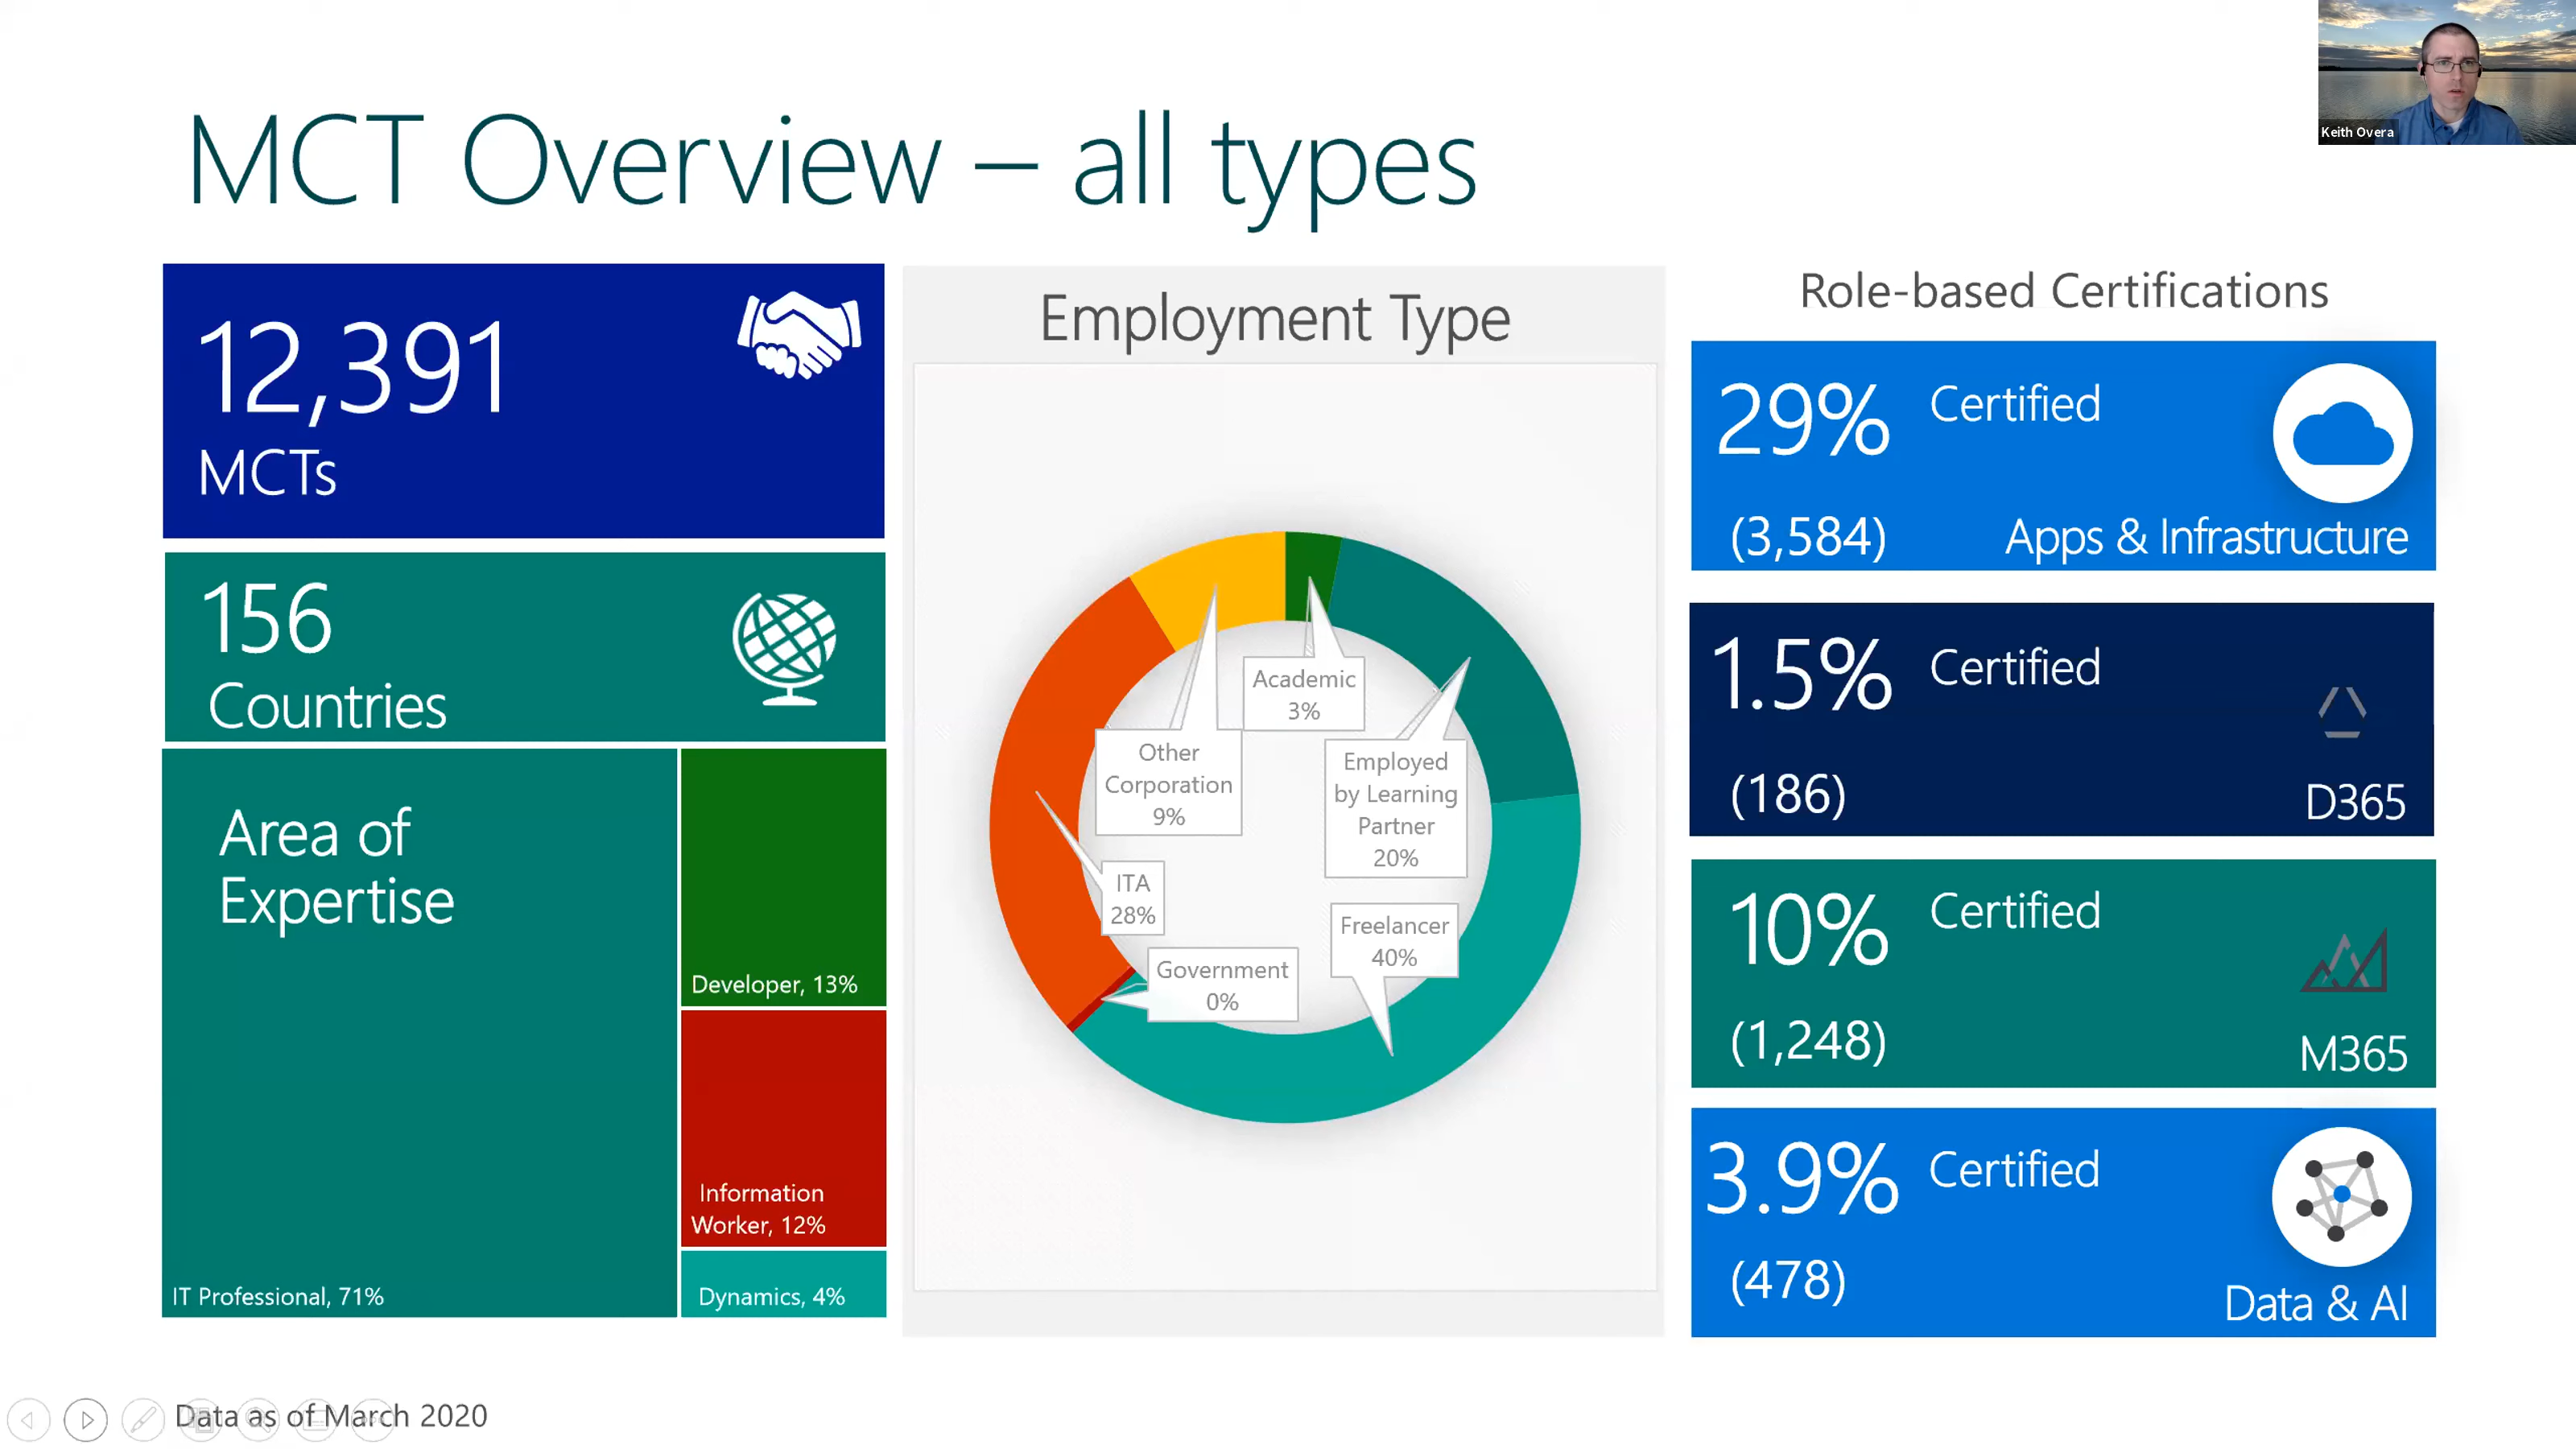 Keith Overa
MCT Overview – all types
12,391
MCTs
156
Countries
Area of
Expertise
IT Professional, 71%
Developer, 13%
Information
Worker, 12%
Dynamics, 4%
Employment Type
Academic
3%
Other
Corporation
9%
Employed
by Learning
Partner
20%
ITA
28%
Freelancer
40%
Government
0%
Role-based Certifications
29% Certified
(3,584) Apps & Infrastructure
1.5% Certified
(186) D365
10% Certified
(1,248) M365
3.9% Certified
(478) Data & AI
Data as of March 2020